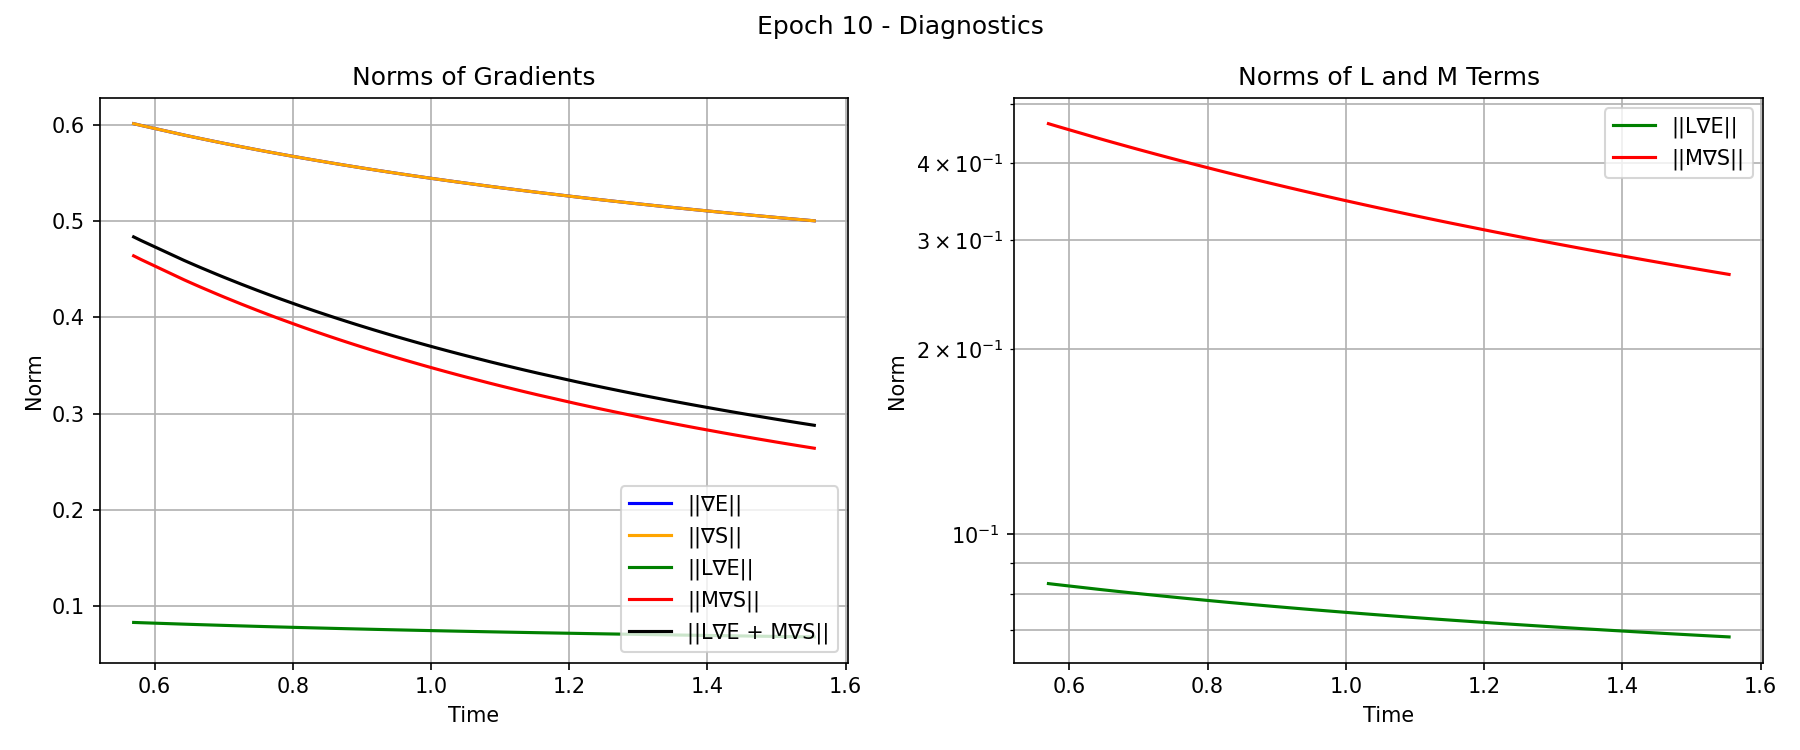 Epoch 10 - Diagnostics
Norms of Gradients
Norm
0.6
0.5
0.4
0.3
0.2
0.1
||∇E||
||∇S||
||L∇E||
||M∇S||
||L∇E + M∇S||
0.6 0.8 1.0 1.2 1.4 1.6
Time
Norms of L and M Terms
Norm
4 × 10⁻¹
3 × 10⁻¹
2 × 10⁻¹
10⁻¹
||L∇E||
||M∇S||
0.6 0.8 1.0 1.2 1.4 1.6
Time